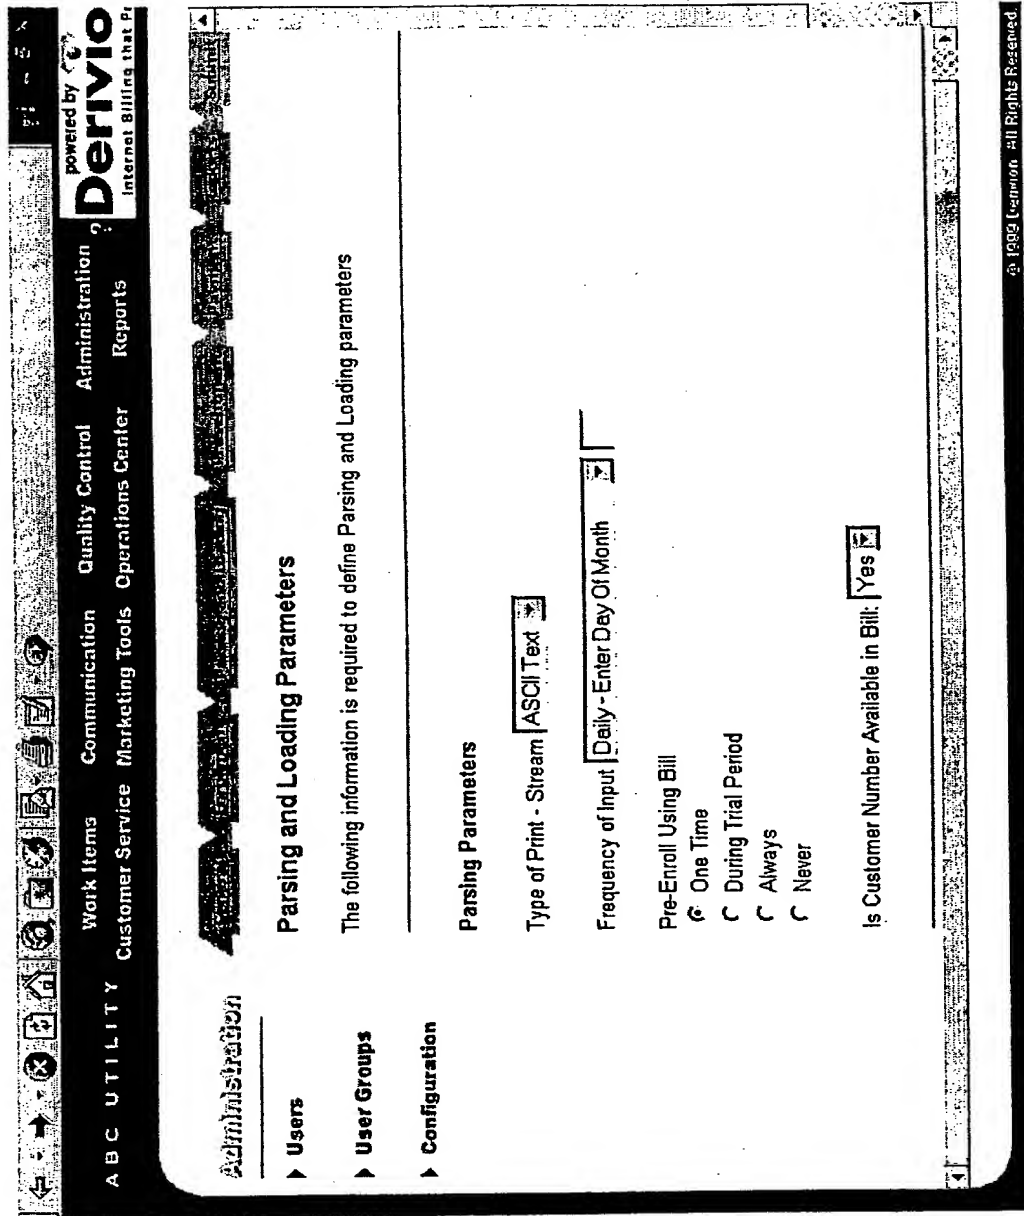 powered by
Derivio
Internet Billing that Pr
A B C U T I L I T Y
Work Items Communication Quality Control Administration ?
Customer Service Marketing Tools Operations Center Reports
Administration
Users
User Groups
Configuration
Parsing and Loading Parameters
The following information is required to define Parsing and Loading parameters
Parsing Parameters
Type of Print - Stream ASCII Text
Frequency of Input Daily - Enter Day Of Month
Pre-Enroll Using Bill
One Time
During Trial Period
Always
Never
Is Customer Number Available in Bill: Yes
© 1999 All Rights Reserved.